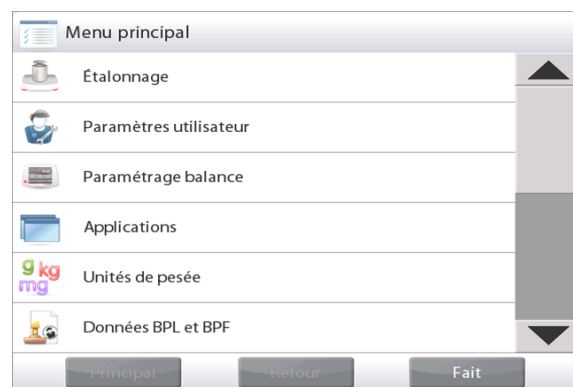 Menu principal
Étalonnage
Paramètres utilisateur
Paramétrage balance
Applications
g kg
mg
Unités de pesée
Données BPL et BPF
Principal Retour Fait